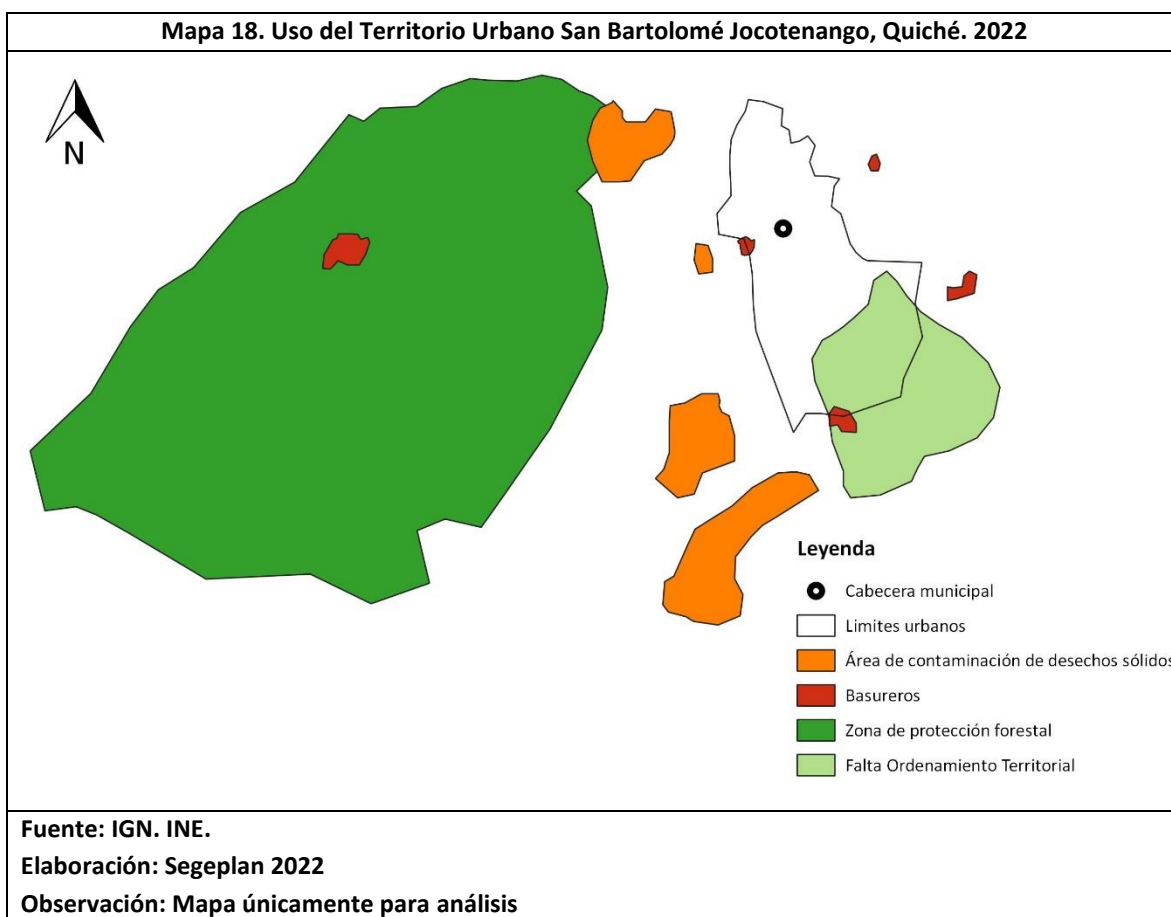 Mapa 18. Uso del Territorio Urbano San Bartolomé Jocotenango, Quiché. 2022
N
Leyenda
Cabecera municipal
Limites urbanos
Área de contaminación de desechos sólidos
Basureros
Zona de protección forestal
Falta Ordenamiento Territorial
Fuente: IGN. INE.
Elaboración: Segeplan 2022
Observación: Mapa únicamente para análisis